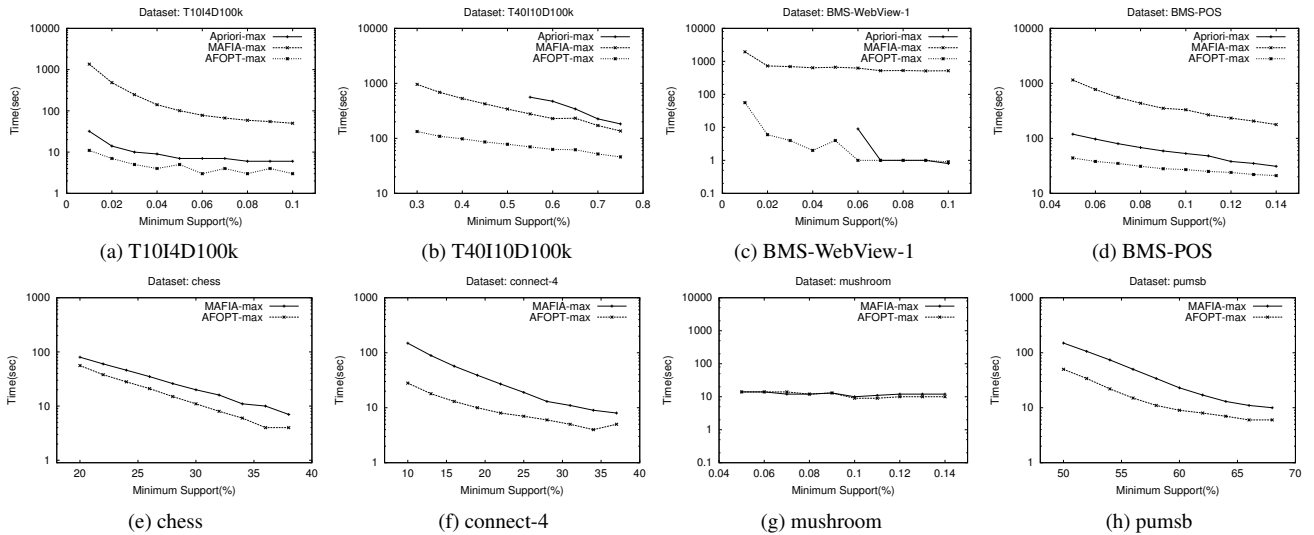 Dataset: T10I4D100k
Time(sec)
10000
1000
100
10
1
Apriori-max
MAFIA-max
AFOPT-max
0
0.02
0.04
0.06
0.08
0.1
Minimum Support(%)
(a) T10I4D100k
Dataset: T40I10D100k
Time(sec)
10000
1000
100
10
Apriori-max
MAFIA-max
AFOPT-max
0.3
0.4
0.5
0.6
0.7
0.8
Minimum Support(%)
(b) T40I10D100k
Dataset: BMS-WebView-1
Time(sec)
10000
1000
100
10
1
0.1
Apriori-max
MAFIA-max
AFOPT-max
0
0.02
0.04
0.06
0.08
0.1
Minimum Support(%)
(c) BMS-WebView-1
Dataset: BMS-POS
Time(sec)
10000
1000
100
10
Apriori-max
MAFIA-max
AFOPT-max
0.04
0.06
0.08
0.1
0.12
0.14
Minimum Support(%)
(d) BMS-POS
Dataset: chess
Time(sec)
1000
100
10
1
MAFIA-max
AFOPT-max
20
25
30
35
40
Minimum Support(%)
(e) chess
Dataset: connect-4
Time(sec)
1000
100
10
1
MAFIA-max
AFOPT-max
10
15
20
25
30
35
40
Minimum Support(%)
(f) connect-4
Dataset: mushroom
Time(sec)
10000
1000
100
10
1
0.1
MAFIA-max
AFOPT-max
0.04
0.06
0.08
0.1
0.12
0.14
Minimum Support(%)
(g) mushroom
Dataset: pumsb
Time(sec)
1000
100
10
1
MAFIA-max
AFOPT-max
50
55
60
65
70
Minimum Support(%)
(h) pumsb